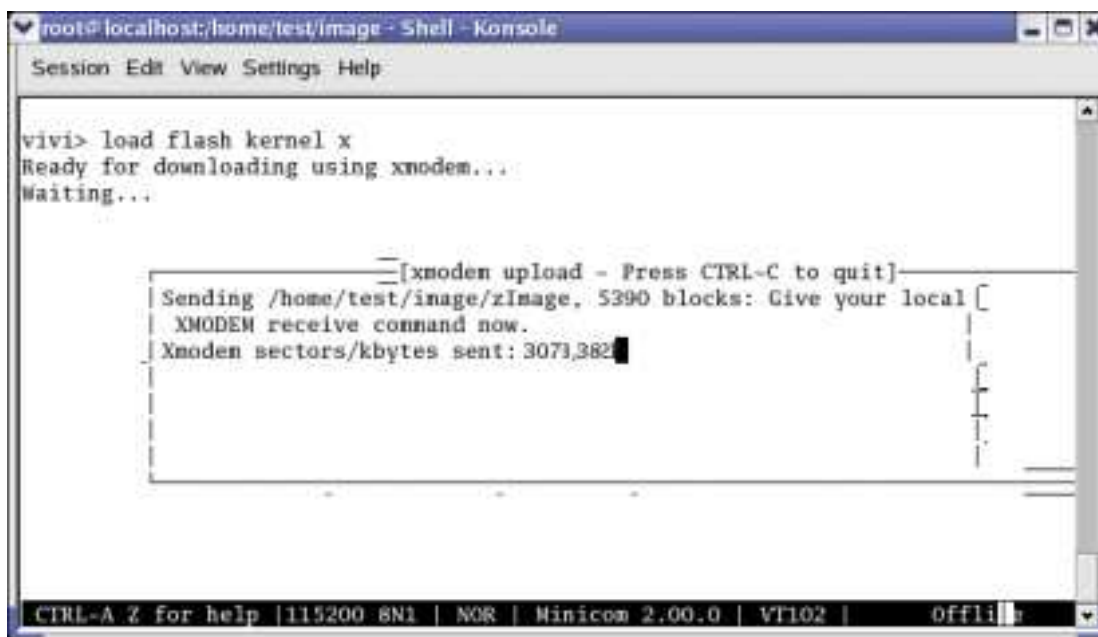 root@localhost:/home/test/image - Shell - Konsole
Session Edit View Settings Help
vivi> load flash kernel x
Ready for downloading using xmodem...
Waiting...
[xmodem upload - Press CTRL-C to quit]
Sending /home/test/image/zImage, 5390 blocks: Give your local
XMODEM receive command now.
Xmodem sectors/kbytes sent:
CTRL-A Z for help |115200 8N1 | NOR | Minicom 2.00.0 | VT102 |